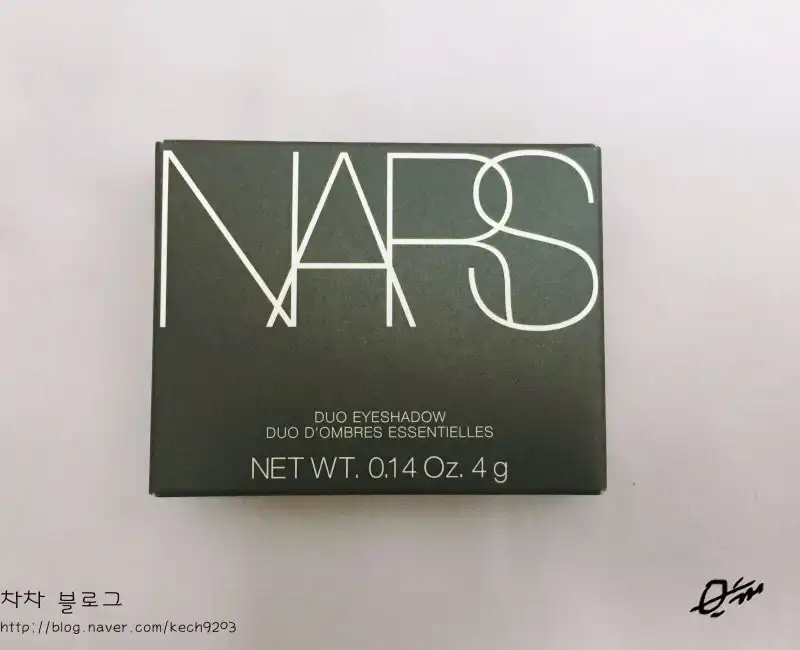 NARS
DUO EYESHADOW
DUO D'OMBRES ESSENTIELLES
NET WT. 0.14 Oz. 4 g
차차 블로그
http://blog.naver.com/kech9203